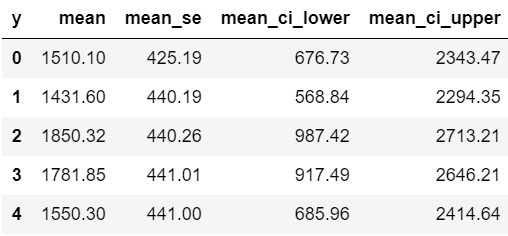 y mean mean_se mean_ci_lower mean_ci_upper
0 1510.10 425.19 676.73 2343.47
1 1431.60 440.19 568.84 2294.35
2 1850.32 440.26 987.42 2713.21
3 1781.85 441.01 917.49 2646.21
4 1550.30 441.00 685.96 2414.64